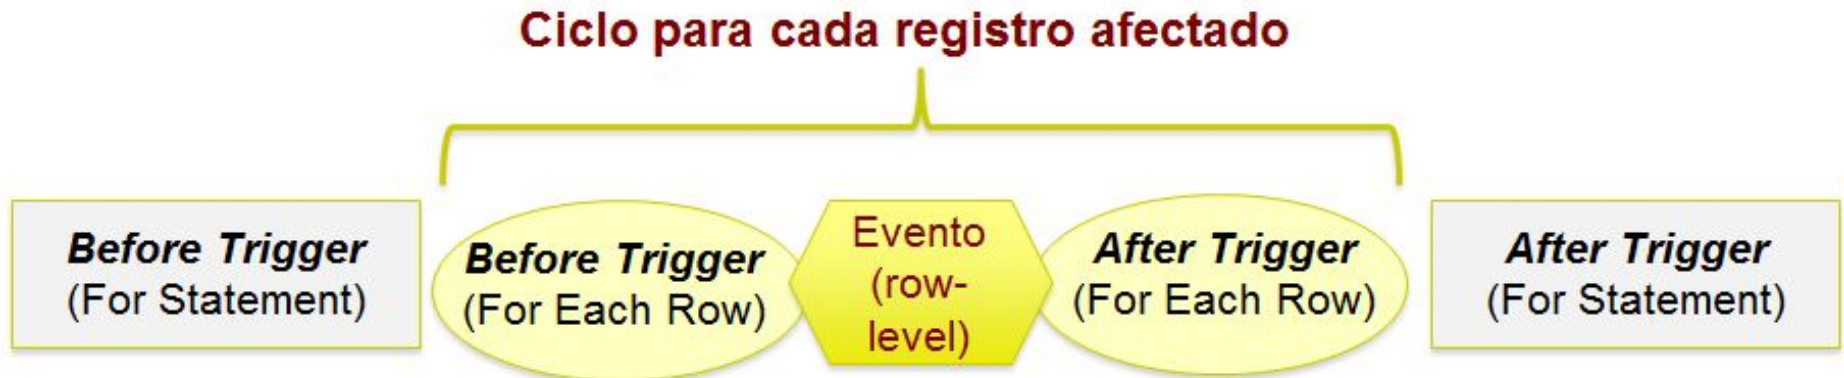 Ciclo para cada registro afectado
Before Trigger
(For Statement)
Before Trigger
(For Each Row)
Evento
(row-
level)
After Trigger
(For Each Row)
After Trigger
(For Statement)